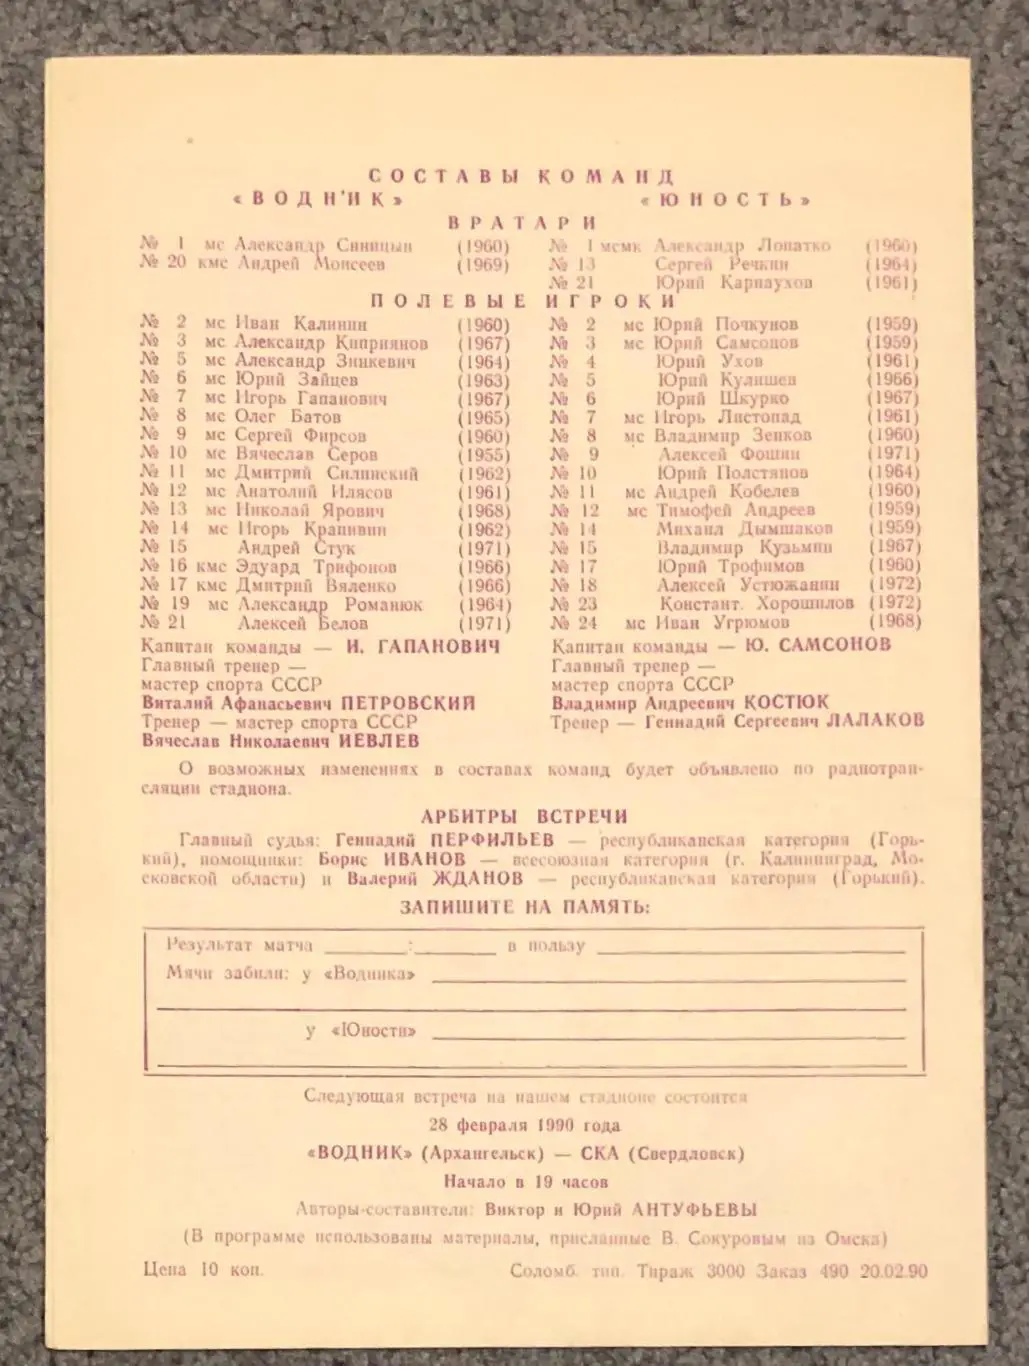 СОСТАВЫ КОМАНД
«ВОДНИК» «ЮНОСТЬ»
ВРАТАРИ
№ 1 мс Александр Синицын (1960) № 1 мсмк Александр Лопатко (1960)
№ 20 кмс Андрей Моисеев (1969) № 13 Сергей Речкин (1964)
№ 21 Юрий Карнаухов (1961)
ПОЛЕВЫЕ ИГРОКИ
№ 2 мс Иван Калинин (1960) № 2 мс Юрий Почкунов (1959)
№ 3 мс Александр Киприянов (1967) № 3 мс Юрий Самсонов (1959)
№ 5 мс Александр Зинкевич (1964) № 4 Юрий Ухов (1961)
№ 6 мс Юрий Зайцев (1963) № 5 Юрий Кулишев (1966)
№ 7 мс Игорь Гапанович (1967) № 6 Юрий Шкурко (1967)
№ 8 мс Олег Батов (1965) № 7 мс Игорь Листопад (1961)
№ 9 мс Сергей Фирсов (1960) № 8 мс Владимир Зенков (1960)
№ 10 мс Вячеслав Серов (1955) № 9 Алексей Фошин (1971)
№ 11 мс Дмитрий Силинский (1962) № 10 Юрий Полстянов (1964)
№ 12 мс Анатолий Илясов (1961) № 11 мс Андрей Кобелев (1960)
№ 13 мс Николай Ярович (1968) № 12 мс Тимофей Андреев (1959)
№ 14 мс Игорь Крапивин (1962) № 14 Михаил Дымшаков (1959)
№ 15 Андрей Стук (1971) № 15 Владимир Кузьмин (1967)
№ 16 кмс Эдуард Трифонов (1966) № 17 Юрий Трофимов (1960)
№ 17 кмс Дмитрий Вяленко (1966) № 18 Алексей Устюжанин (1972)
№ 19 мс Александр Романюк (1964) № 23 Констант. Хорошилов (1972)
№ 21 Алексей Белов (1971) № 24 мс Иван Угрюмов (1968)
Капитан команды — И. ГАПАНОВИЧ Капитан команды — Ю. САМСОНОВ
Главный тренер — Главный тренер —
мастер спорта СССР мастер спорта СССР
Виталий Афанасьевич ПЕТРОВСКИЙ Владимир Андреевич КОСТЮК
Тренер — мастер спорта СССР Тренер — Геннадий Сергеевич ЛАЛАКОВ
Вячеслав Николаевич ИЕВЛЕВ
О возможных изменениях в составах команд будет объявлено по радиотран-
сляции стадиона.
АРБИТРЫ ВСТРЕЧИ
Главный судья: Геннадий ПЕРФИЛЬЕВ — республиканская категория (Горь-
кий), помощники: Борис ИВАНОВ — всесоюзная категория (г. Калининград, Мо-
сковской области) и Валерий ЖДАНОВ — республиканская категория (Горький).
ЗАПИШИТЕ НА ПАМЯТЬ:
Результат матча ______:______ в пользу ______
Мячи забили: у «Водника» ______
у «Юности» ______
Следующая встреча на нашем стадионе состоится
28 февраля 1990 года
«ВОДНИК» (Архангельск) — СКА (Свердловск)
Начало в 19 часов
Авторы-составители: Виктор и Юрий АНТУФЬЕВЫ
(В программе использованы материалы, присланные В. Сокуровым из Омска)
Цена 10 коп. Соломб. тип. Тираж 3000 Заказ 490 20.02.90